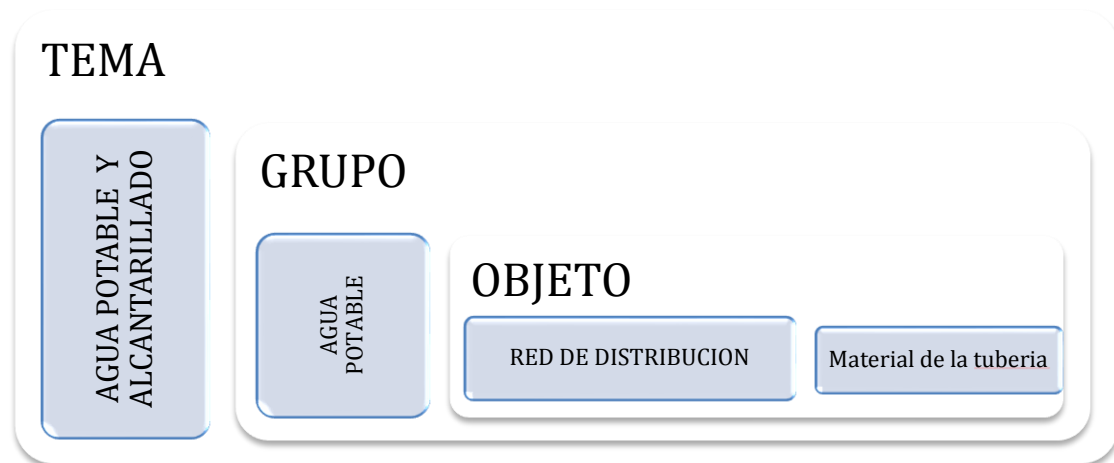 TEMA
AGUA POTABLE Y
ALCANTARILLADO
GRUPO
AGUA
POTABLE
OBJETO
RED DE DISTRIBUCION
Material de la tuberia